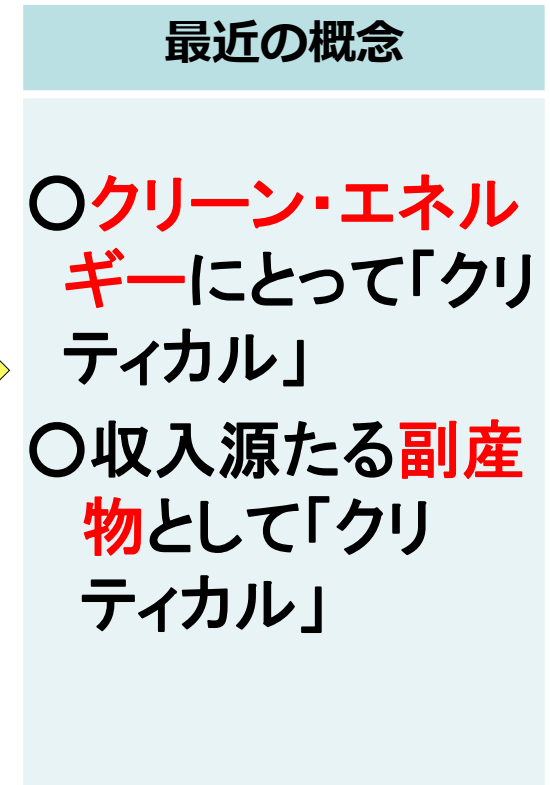 最近の概念
〇クリーン・エネル
ギーにとって「クリ
ティカル」
〇収入源たる副産
物として「クリ
ティカル」